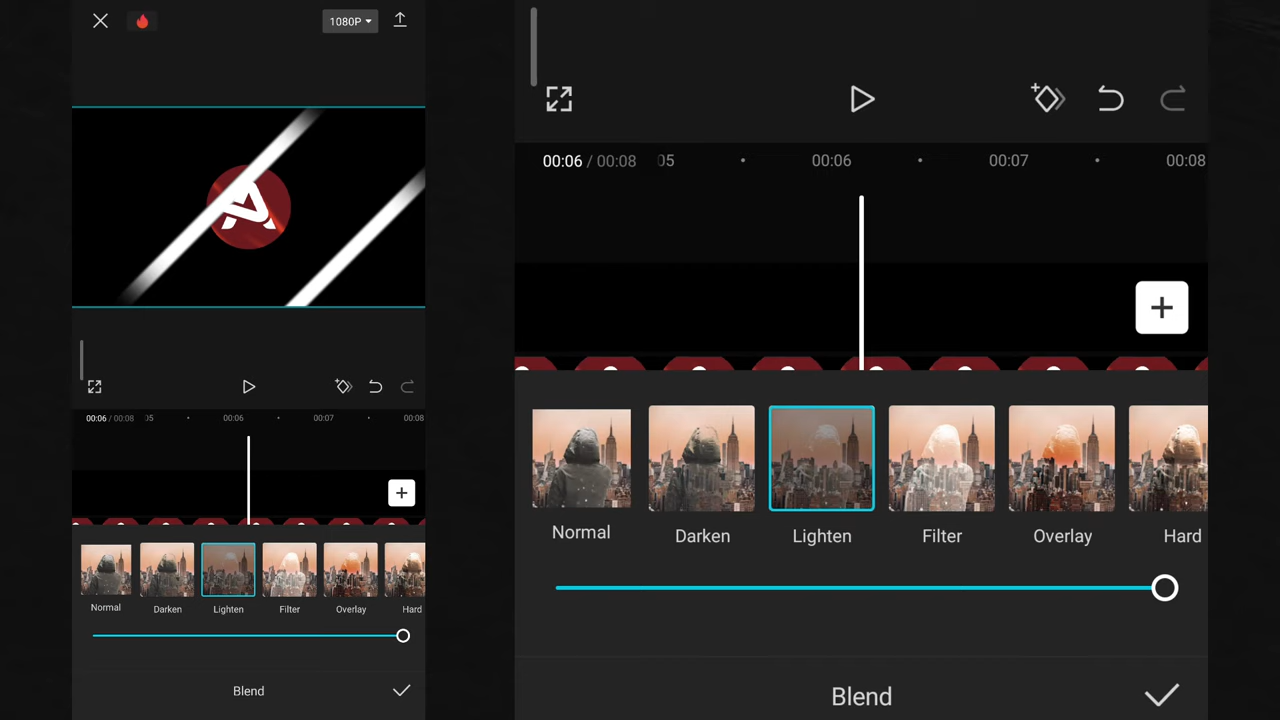 1080P
A
00:06 / 00:08
05
00:06
00:07
00:08
Normal
Darken
Lighten
Filter
Overlay
Hard
Blend
00:06 / 00:08
05
00:06
00:07
00:08
Normal
Darken
Lighten
Filter
Overlay
Hard
Blend